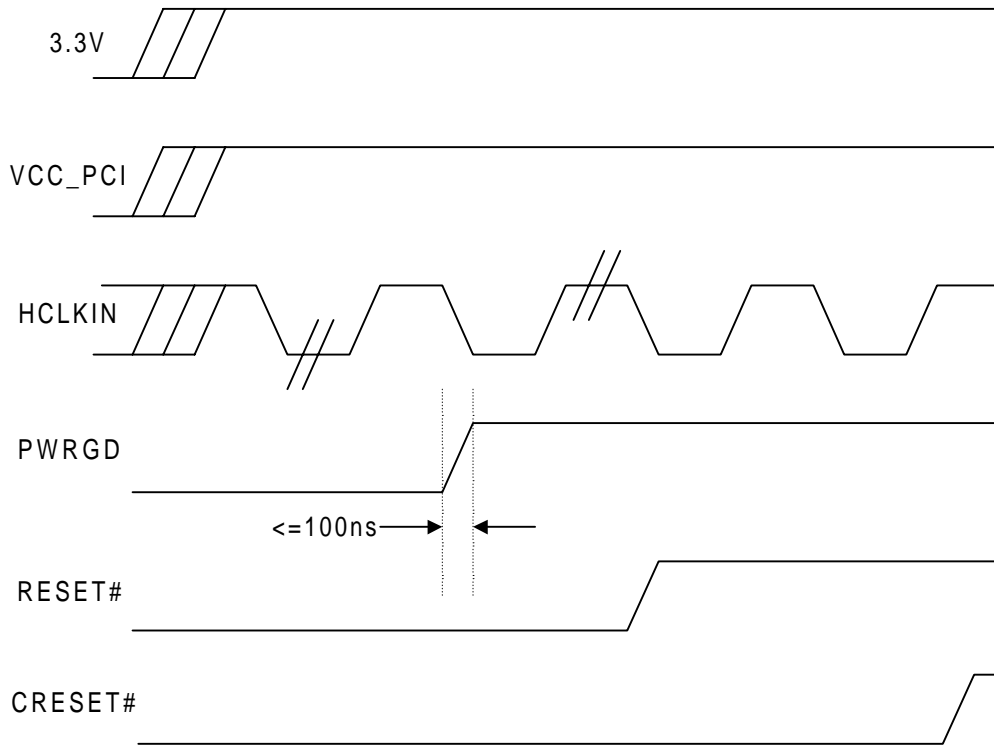 3.3V
VCC_PCI
HCLKIN
PWRGD
<=100ns
RESET#
CRESET#